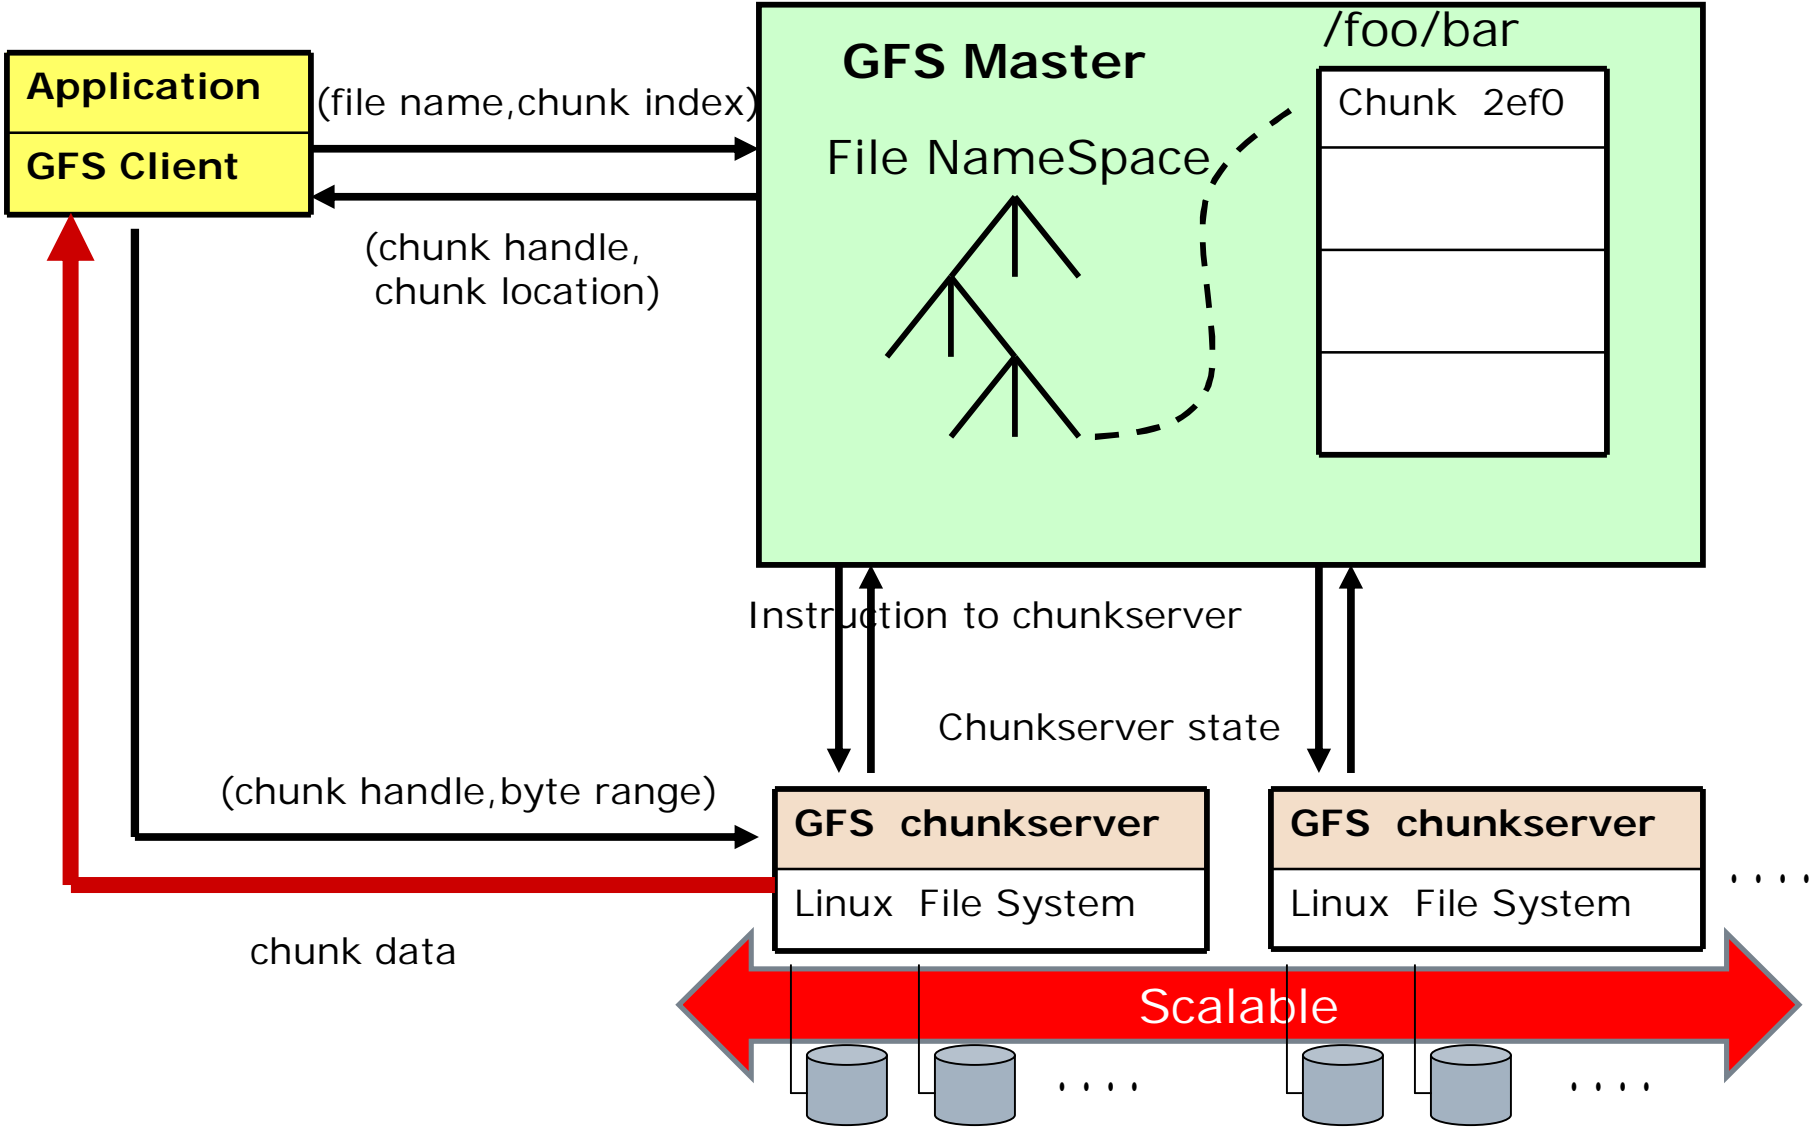 Application
GFS Client
(file name,chunk index)
(chunk handle,
chunk location)
GFS Master
File NameSpace
/foo/bar
Chunk 2ef0
Instruction to chunkserver
Chunkserver state
(chunk handle,byte range)
chunk data
GFS chunkserver
Linux File System
GFS chunkserver
Linux File System
. . . .
Scalable
. . . .
. . . .